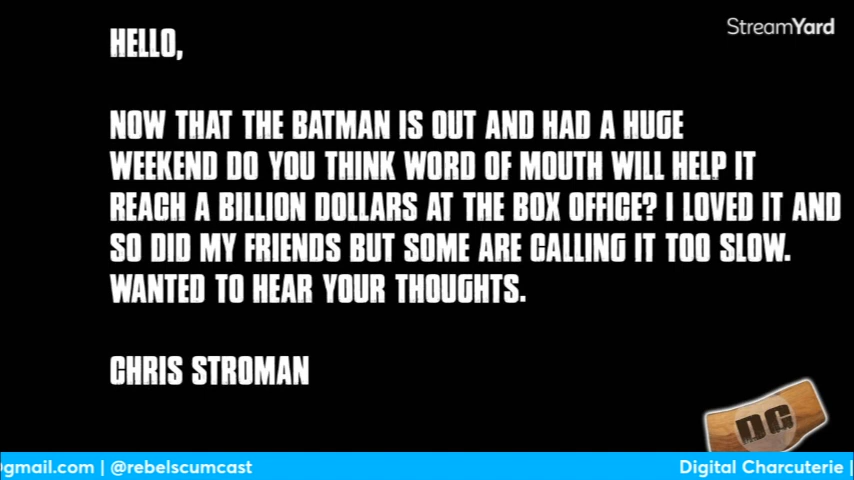 StreamYard
HELLO,
NOW THAT THE BATMAN IS OUT AND HAD A HUGE
WEEKEND DO YOU THINK WORD OF MOUTH WILL HELP IT
REACH A BILLION DOLLARS AT THE BOX OFFICE? I LOVED IT AND
SO DID MY FRIENDS BUT SOME ARE CALLING IT TOO SLOW.
WANTED TO HEAR YOUR THOUGHTS.
CHRIS STROMAN
DC
@gmail.com | @rebelscumcast
Digital Charcuterie |